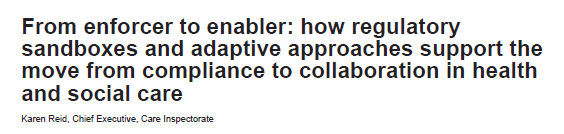 From enforcer to enabler: how regulatory
sandboxes and adaptive approaches support the
move from compliance to collaboration in health
and social care
Karen Reid, Chief Executive, Care Inspectorate